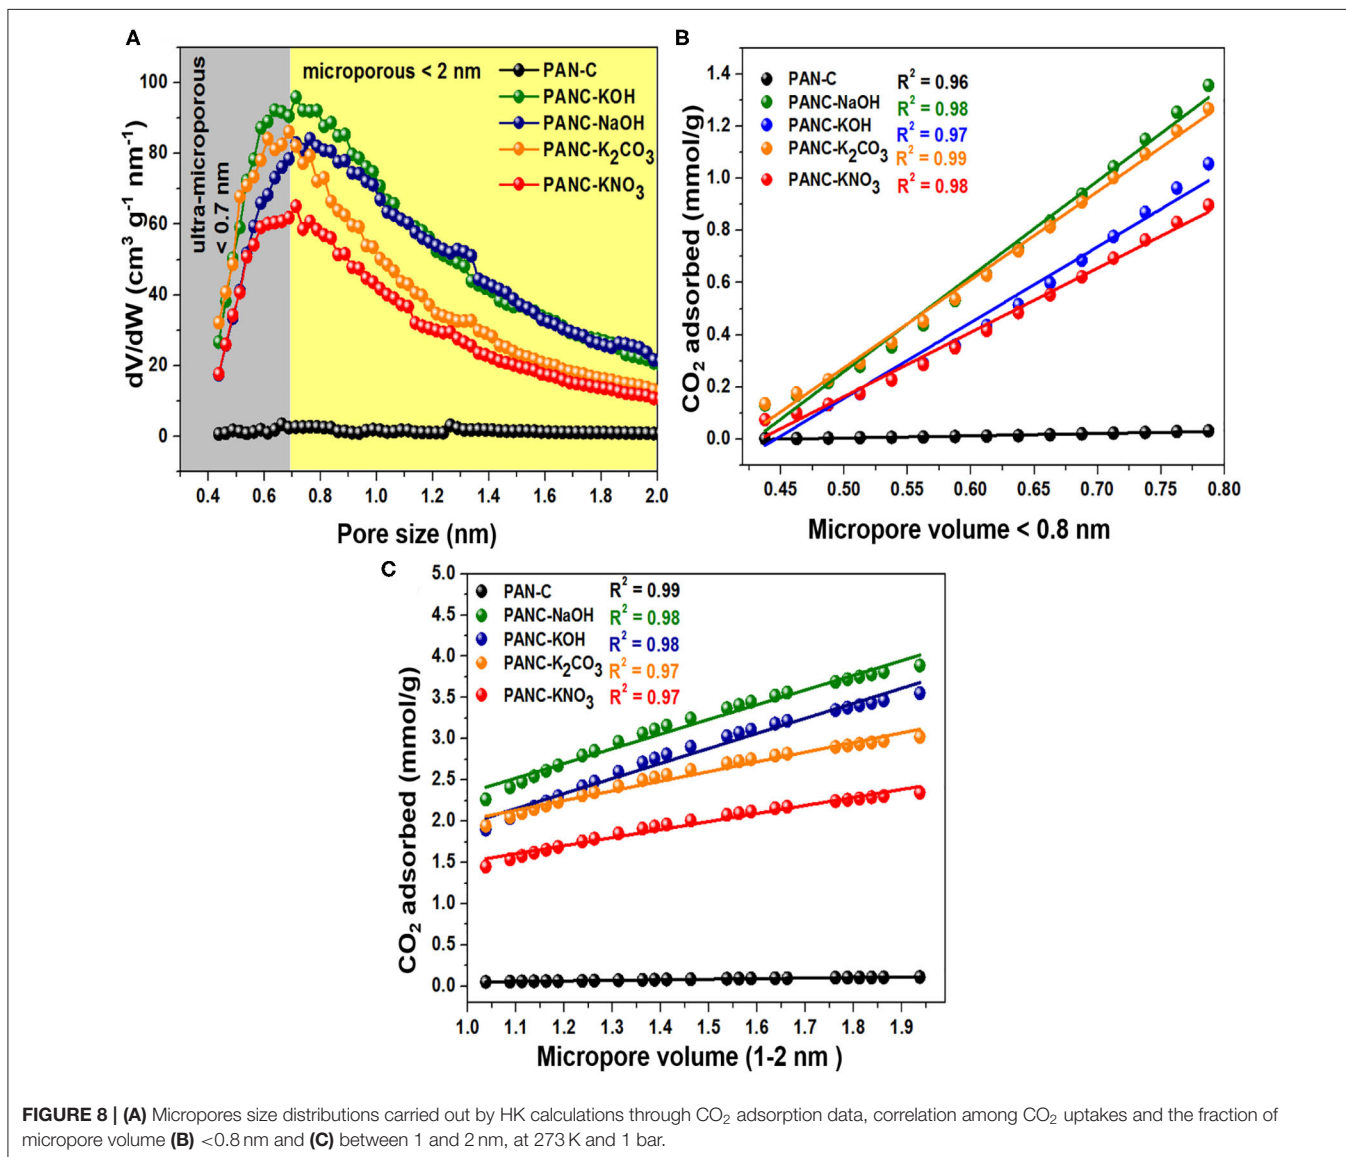 A
ultra-microporous
< 0.7 nm
microporous < 2 nm
PAN-C
PANC-KOH
PANC-NaOH
PANC-K₂CO₃
PANC-KNO₃
dV/dW (cm³ g⁻¹ nm⁻¹)
100
80
60
40
20
0
0.4 0.6 0.8 1.0 1.2 1.4 1.6 1.8 2.0
Pore size (nm)
B
PAN-C R² = 0.96
PANC-NaOH R² = 0.98
PANC-KOH R² = 0.97
PANC-K₂CO₃ R² = 0.99
PANC-KNO₃ R² = 0.98
CO₂ adsorbed (mmol/g)
1.4
1.2
1.0
0.8
0.6
0.4
0.2
0.0
0.45 0.50 0.55 0.60 0.65 0.70 0.75 0.80
Micropore volume < 0.8 nm
C
PAN-C R² = 0.99
PANC-NaOH R² = 0.98
PANC-KOH R² = 0.98
PANC-K₂CO₃ R² = 0.97
PANC-KNO₃ R² = 0.97
CO₂ adsorbed (mmol/g)
5.0
4.5
4.0
3.5
3.0
2.5
2.0
1.5
1.0
0.5
0.0
1.0 1.1 1.2 1.3 1.4 1.5 1.6 1.7 1.8 1.9
Micropore volume (1-2 nm )
FIGURE 8 | (A) Micropores size distributions carried out by HK calculations through CO₂ adsorption data, correlation among CO₂ uptakes and the fraction of
micropore volume (B) <0.8 nm and (C) between 1 and 2 nm, at 273 K and 1 bar.